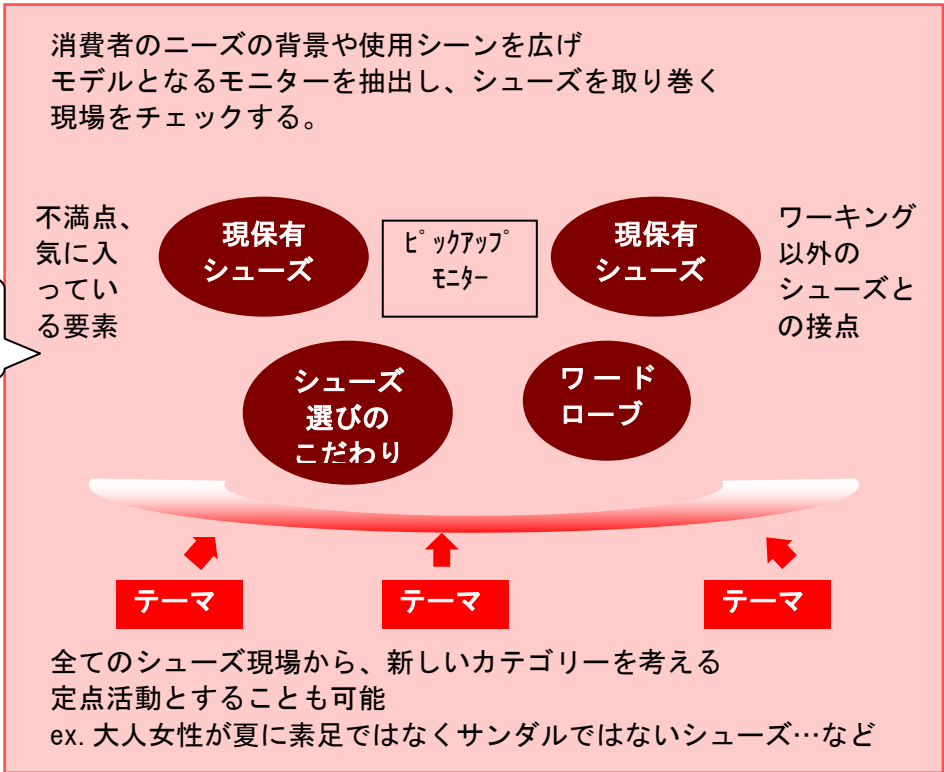 消費者のニーズの背景や使用シーンを広げ
モデルとなるモニターを抽出し、シューズを取り巻く
現場をチェックする。
不満点、
気に入
ってい
る要素
現保有
シューズ
ﾋﾟｯｸｱｯﾌﾟ
ﾓﾆﾀｰ
現保有
シューズ
ワーキング
以外の
シューズと
の接点
シューズ
選びの
こだわり
ワード
ローブ
テーマ
テーマ
テーマ
全てのシューズ現場から、新しいカテゴリーを考える
定点活動とすることも可能
ex. 大人女性が夏に素足ではなくサンダルではないシューズ…など